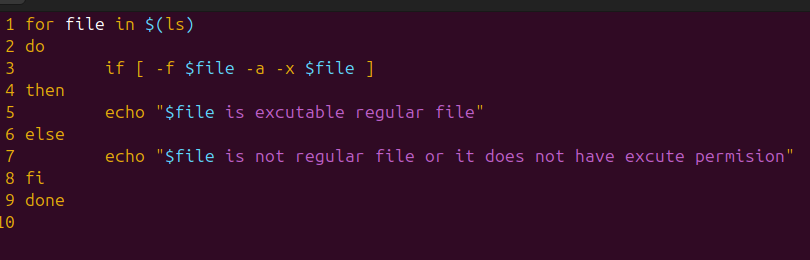 1 for file in $(ls)
2 do
3         if [ -f $file -a -x $file ]
4 then
5         echo "$file is excutable regular file"
6 else
7         echo "$file is not regular file or it does not have excute permision"
8 fi
9 done
10